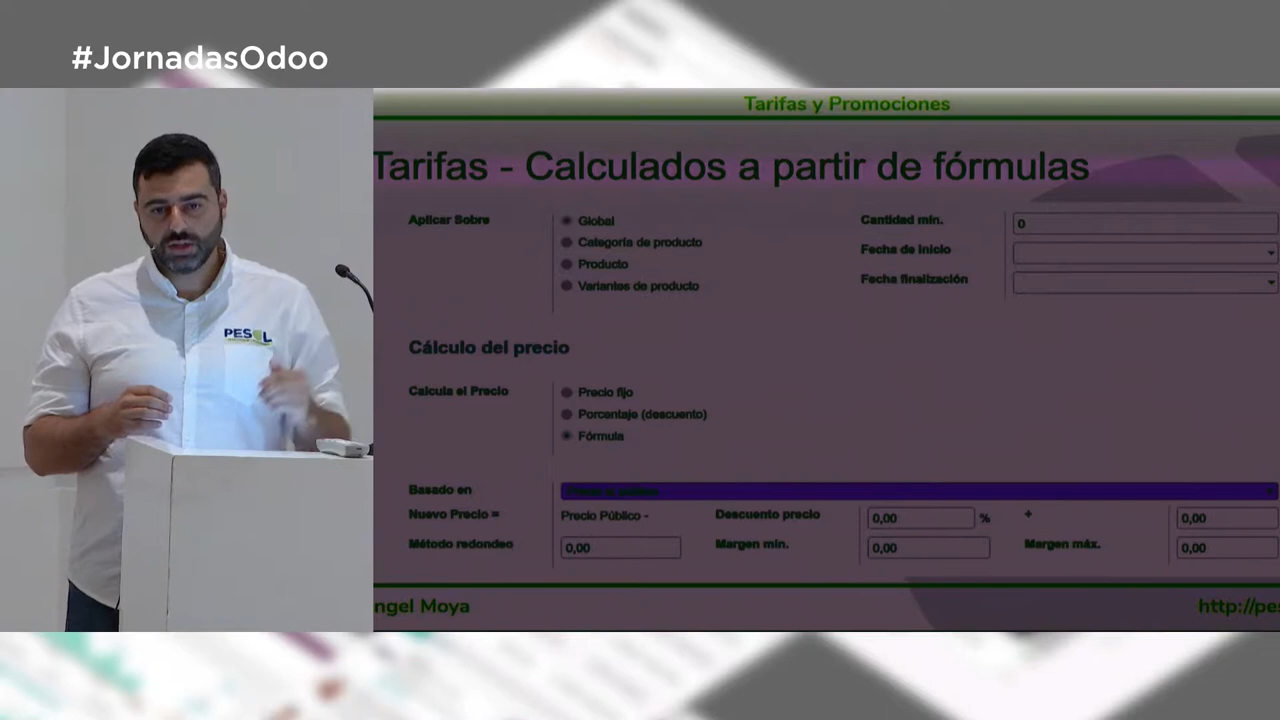 #JornadasOdoo
Tarifas y Promociones
Tarifas - Calculados a partir de fórmulas
Aplicar Sobre
Global
Categoría de producto
Producto
Variantes de producto
Cantidad min.
0
Fecha de inicio
Fecha finalización
Cálculo del precio
Calcula el Precio
Precio fijo
Porcentaje (descuento)
Fórmula
Basado en
Nuevo Precio =
Precio Público -
Descuento precio
0,00
%
+
0,00
Método redondeo
0,00
Margen min.
0,00
Margen máx.
0,00
ngel Moya
http://pes
PESOL